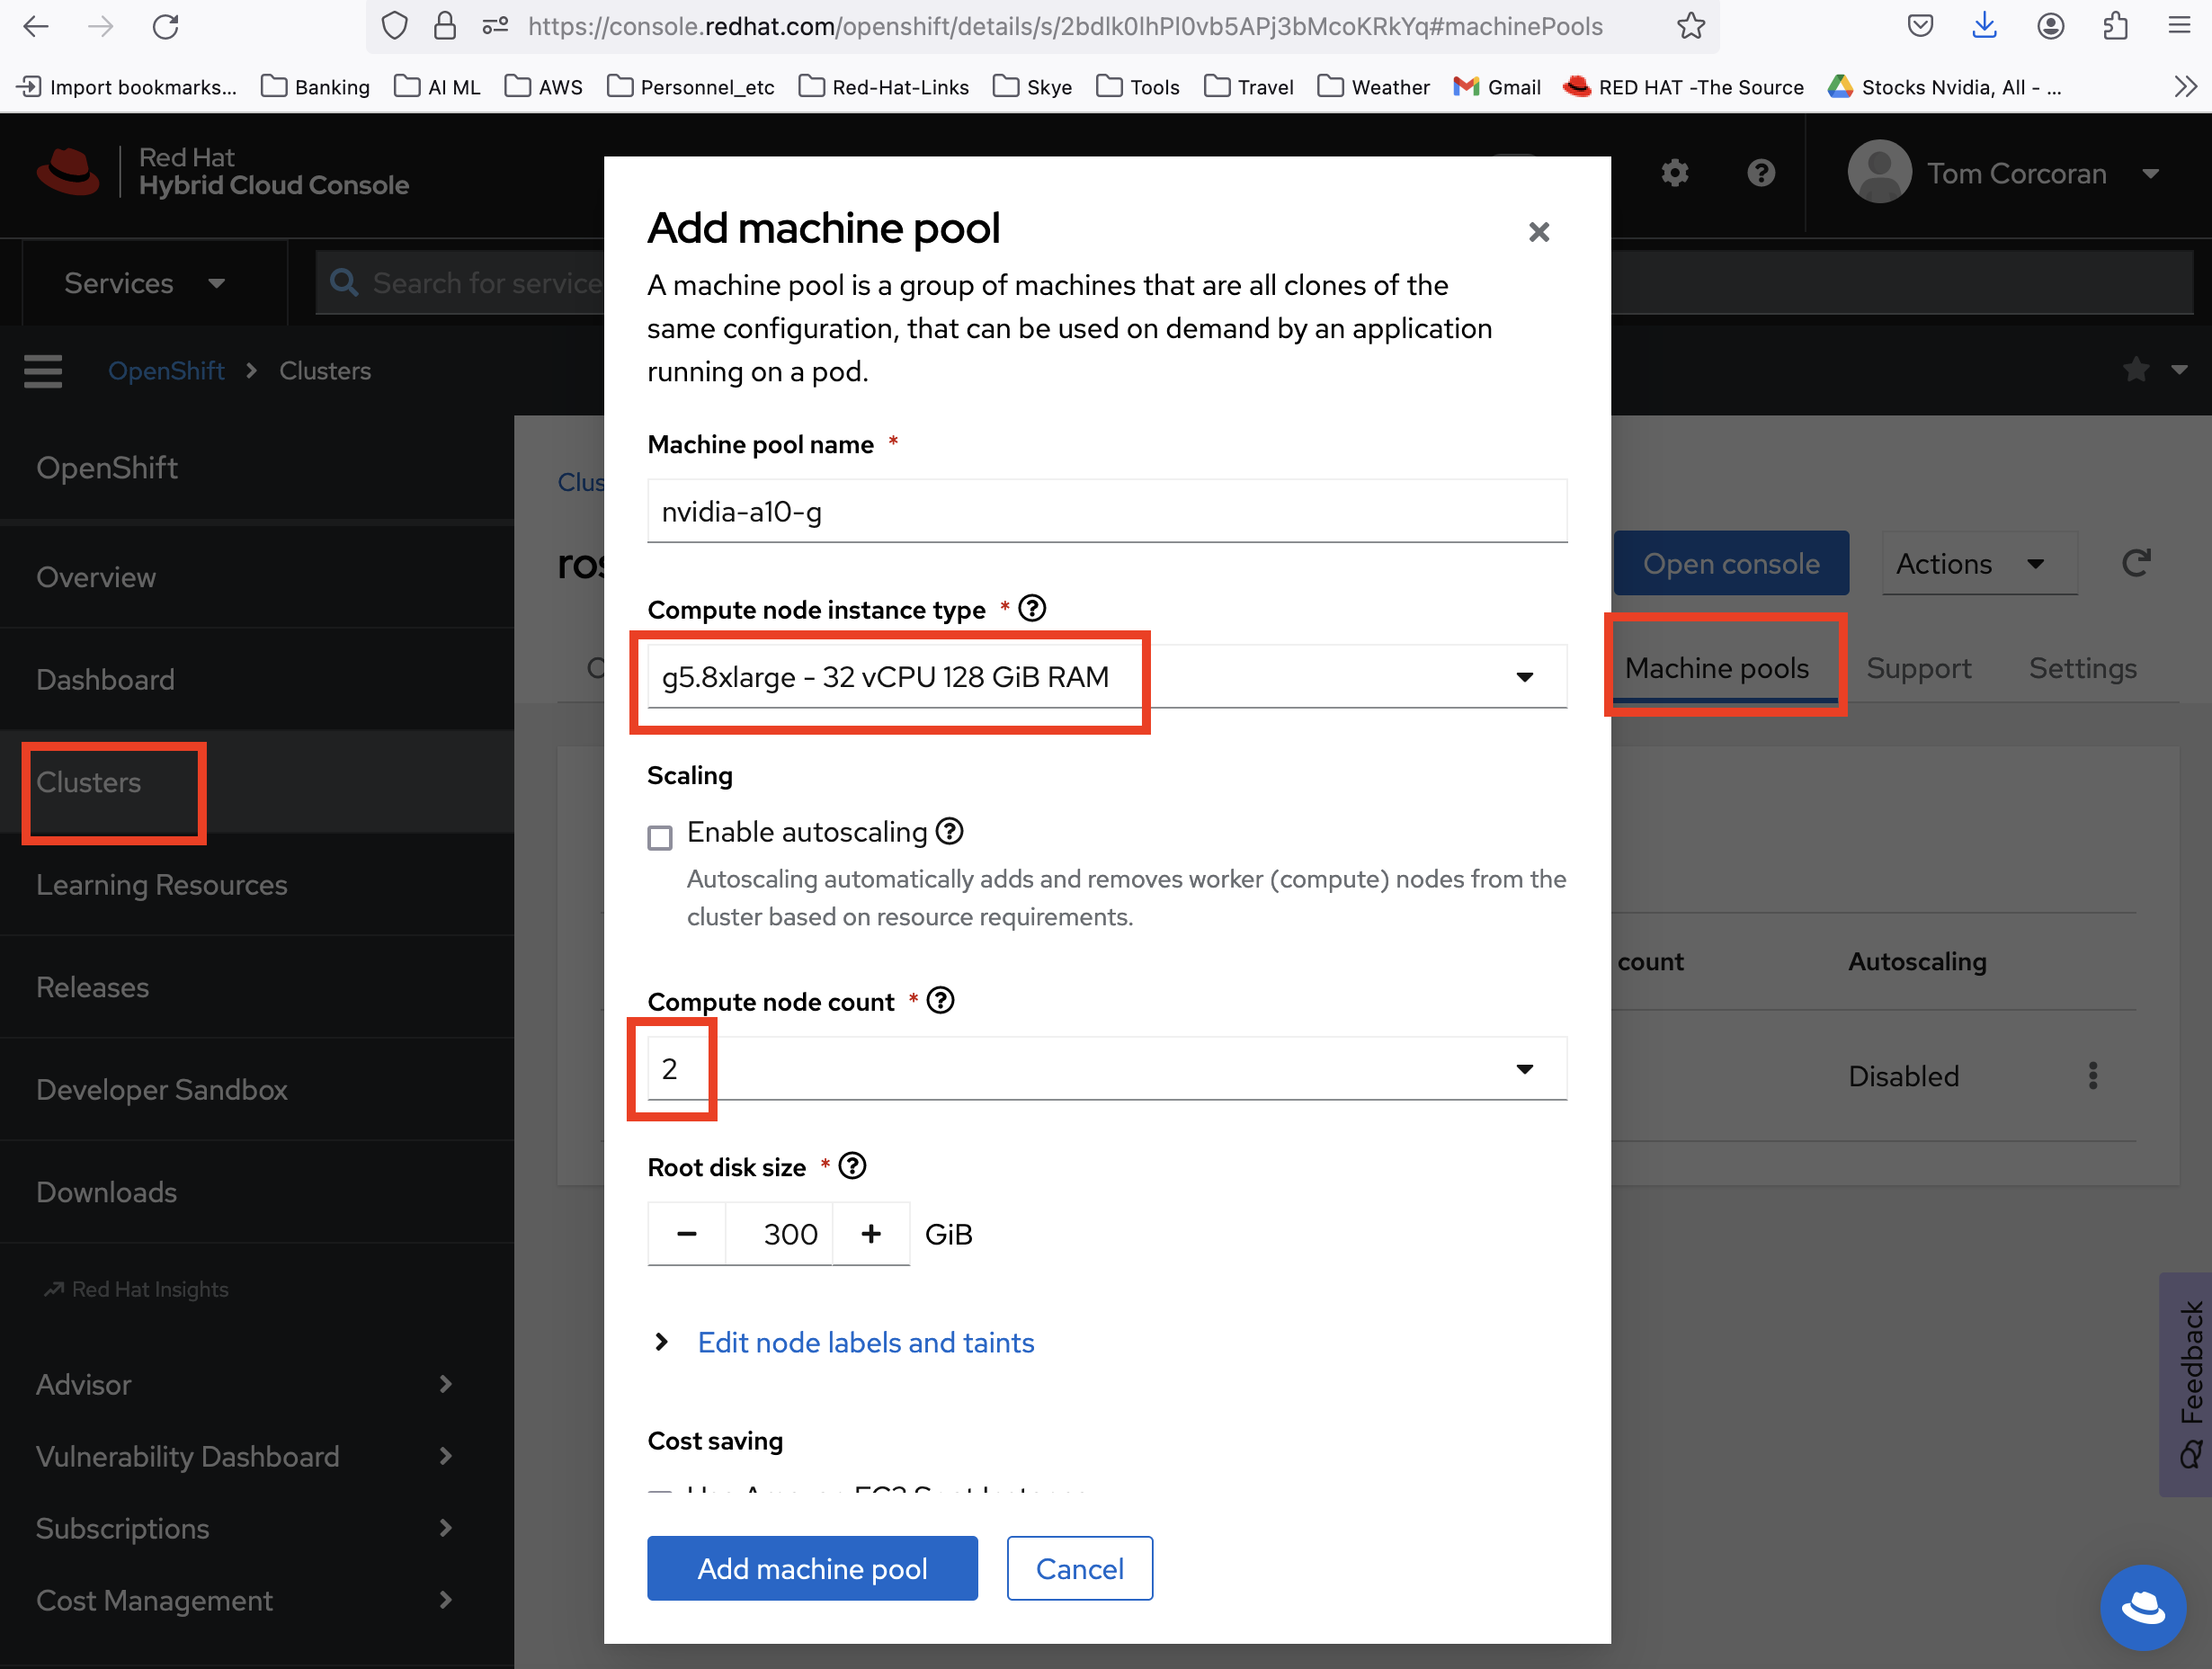 https://console.redhat.com/openshift/details/s/2bdlk0lhPl0vb5APj3bMcoKRkYq#machinePools
Import bookmarks... Banking AI ML AWS Personnel_etc Red-Hat-Links Skye Tools Travel Weather Gmail RED HAT -The Source Stocks Nvidia, All - ...
Red Hat
Hybrid Cloud Console
Tom Corcoran
Services
Search for service
OpenShift > Clusters
OpenShift
Overview
Dashboard
Clusters
Learning Resources
Releases
Developer Sandbox
Downloads
Red Hat Insights
Advisor
Vulnerability Dashboard
Subscriptions
Cost Management
Clus
ros
Open console
Actions
Machine pools
Support
Settings
count
Autoscaling
Disabled
Feedback
Add machine pool
A machine pool is a group of machines that are all clones of the
same configuration, that can be used on demand by an application
running on a pod.
Machine pool name *
nvidia-a10-g
Compute node instance type *
g5.8xlarge - 32 vCPU 128 GiB RAM
Scaling
Enable autoscaling
Autoscaling automatically adds and removes worker (compute) nodes from the
cluster based on resource requirements.
Compute node count *
2
Root disk size *
300 GiB
Edit node labels and taints
Cost saving
Add machine pool
Cancel